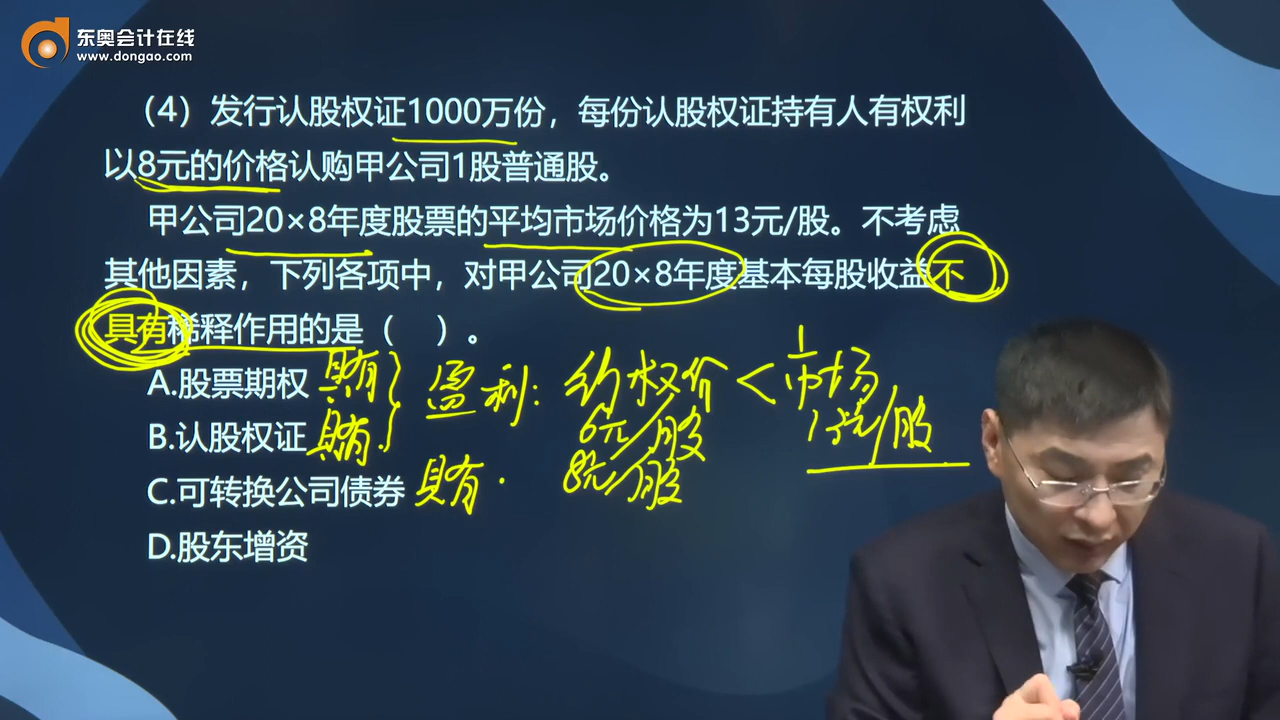 东奥会计在线
www.dongao.com
（4）发行认股权证1000万份，每份认股权证持有人有权利
以8元的价格认购甲公司1股普通股。
甲公司20×8年度股票的平均市场价格为13元/股。不考虑
其他因素，下列各项中，对甲公司20×8年度基本每股收益不
具有稀释作用的是（ ）。
A.股票期权 具有
B.认股权证 具有.
盈利：行权价<市场
6元/股 13元/股
8元/股
C.可转换公司债券 具有.
D.股东增资